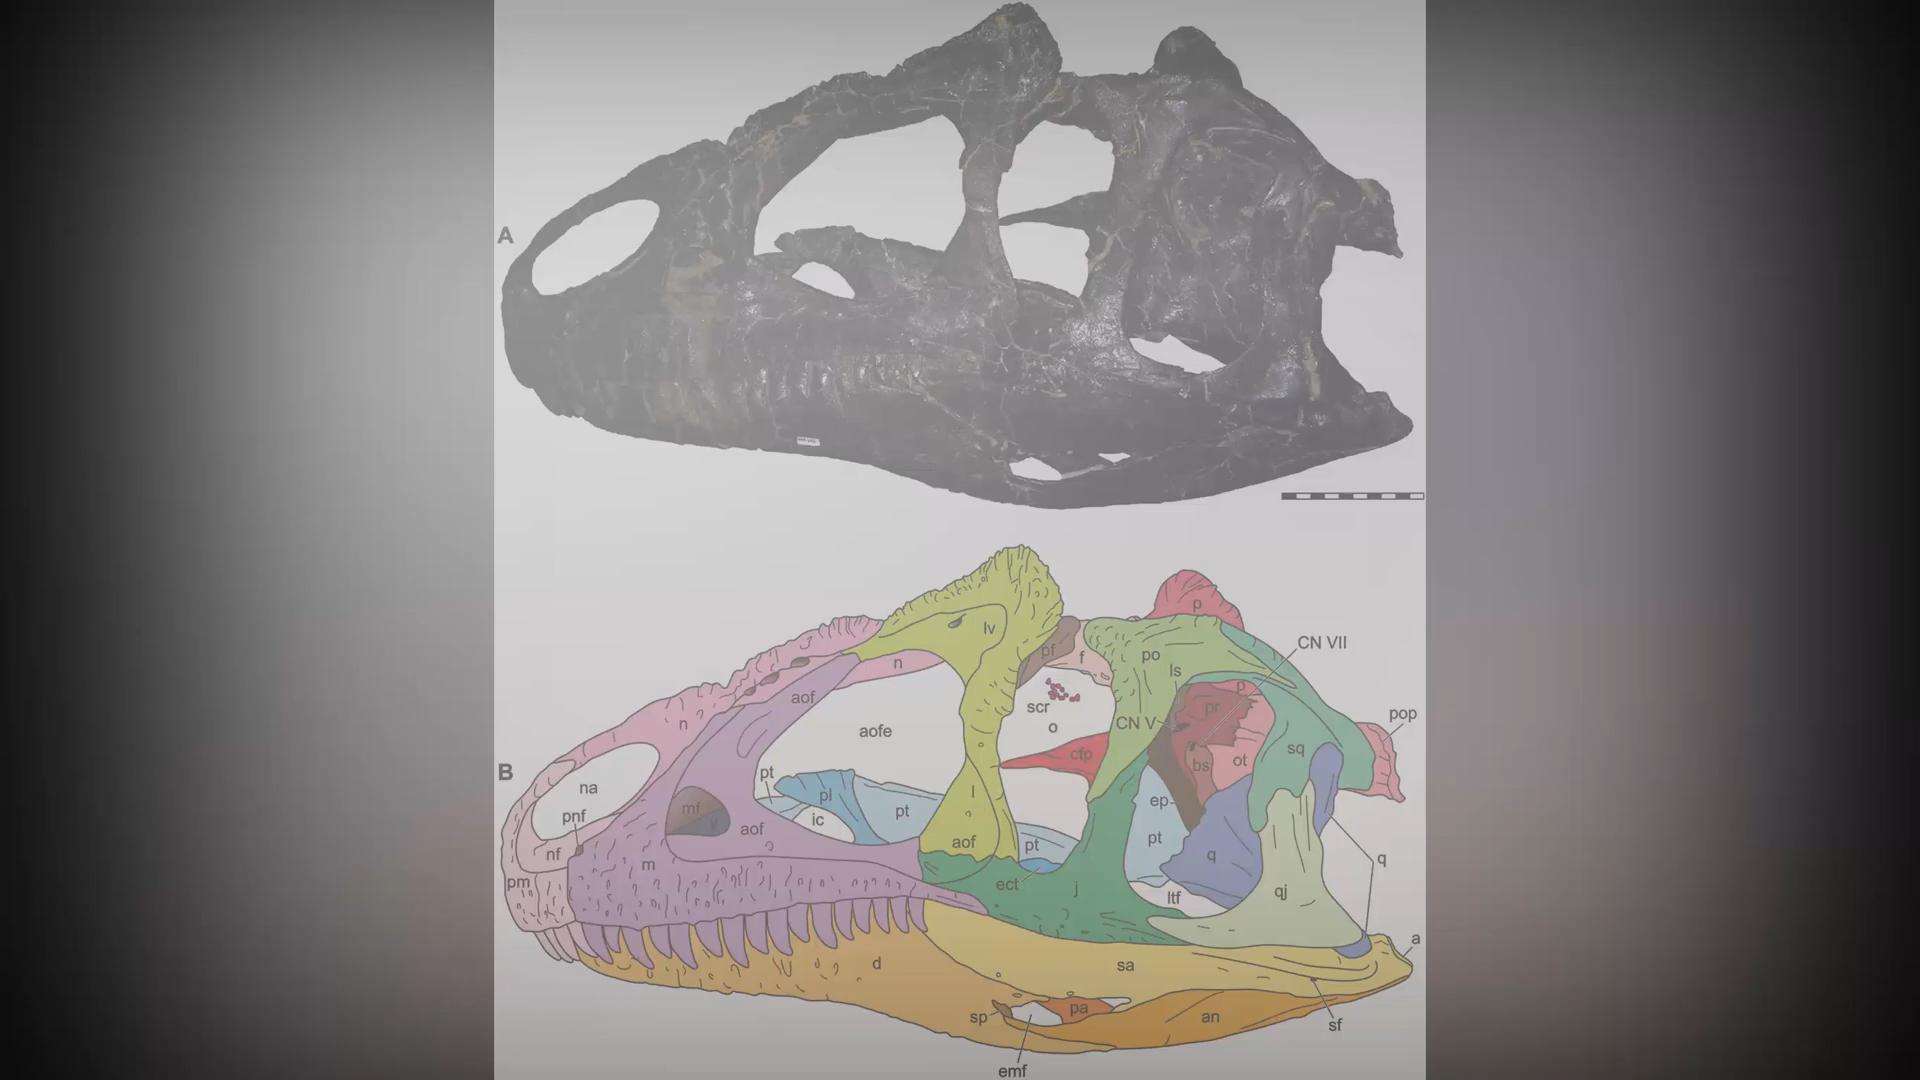 A
B
p
CN VII
lv
pf
f
po
n
ls
aof
p
scr
pr
pop
n
CN V
o
aofe
sq
cfp
ot
bs
pt
na
pl
l
ep
mf
pt
v
pnf
ic
aof
pt
aof
pt
nf
q
q
m
pm
ect
j
qj
ltf
a
d
sa
pa
sp
an
sf
emf